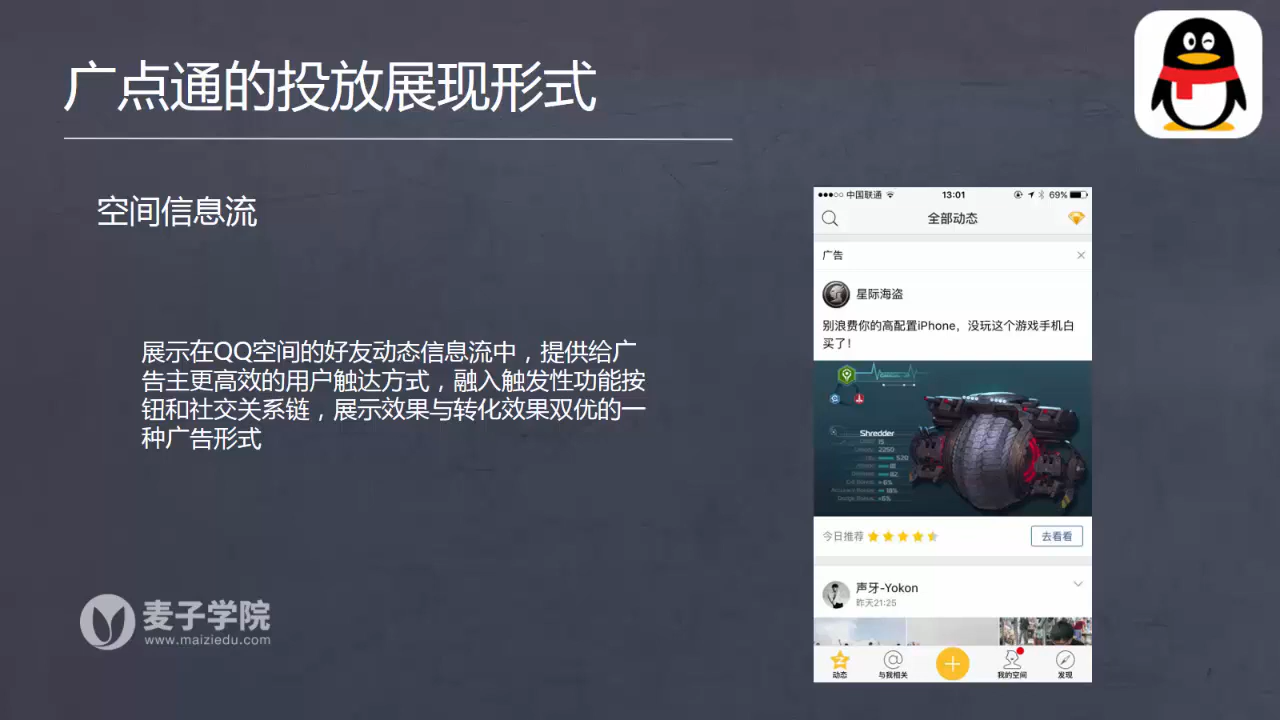 广点通的投放展现形式
空间信息流
展示在QQ空间的好友动态信息流中，提供给广
告主更高效的用户触达方式，融入触发性功能按
钮和社交关系链，展示效果与转化效果双优的一
种广告形式
麦子学院
www.maiziedu.com
中国联通 13:01 69%
全部动态
广告
星际海盗
别浪费你的高配置iPhone，没玩这个游戏手机白
买了！
Shredder
15
2250
520
今日推荐 去看看
声牙-Yokon
昨天21:25
动态 与我相关 我的空间 发现